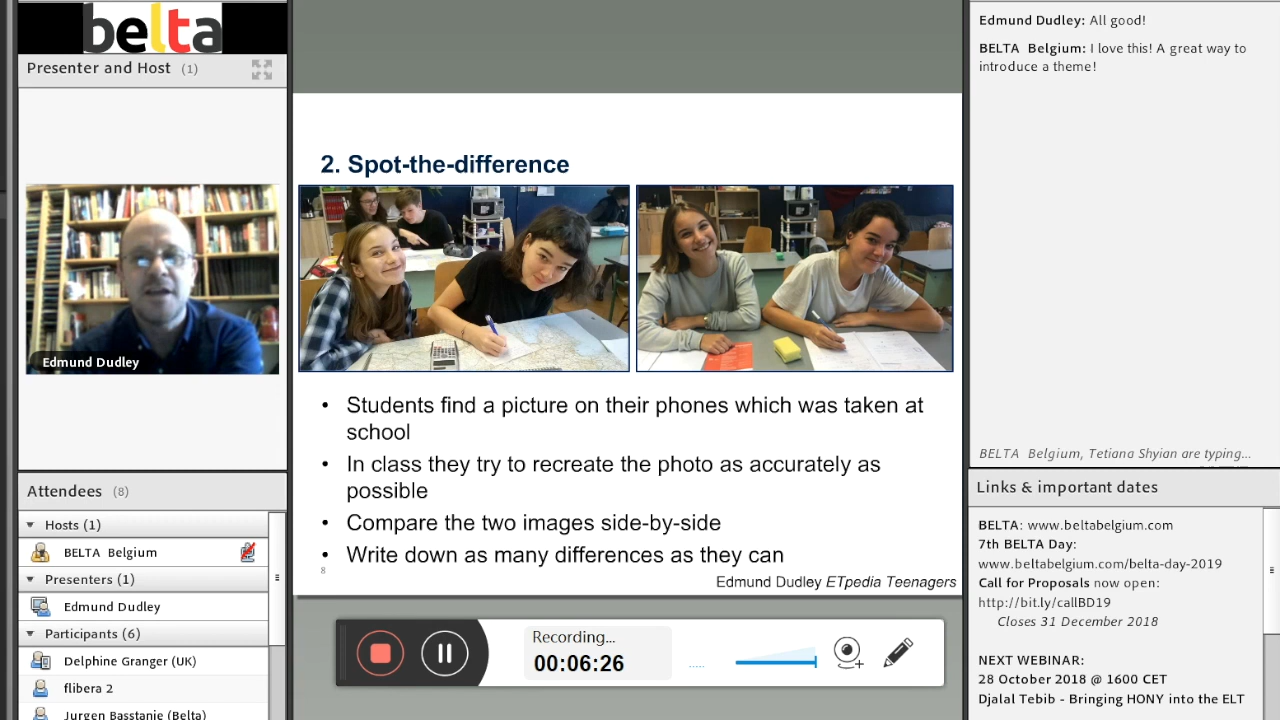 belta
Presenter and Host (1)
Edmund Dudley
Attendees (8)
Hosts (1)
BELTA Belgium
Presenters (1)
Edmund Dudley
Participants (6)
Delphine Granger (UK)
flibera 2
Jurgen Basstanie (Belta)
2. Spot-the-difference
• Students find a picture on their phones which was taken at
school
• In class they try to recreate the photo as accurately as
possible
• Compare the two images side-by-side
• Write down as many differences as they can
8
Edmund Dudley ETpedia Teenagers
Recording...
00:06:26
Edmund Dudley: All good!
BELTA Belgium: I love this! A great way to
introduce a theme!
BELTA Belgium, Tetiana Shyian are typing...
Links & important dates
BELTA: www.beltabelgium.com
7th BELTA Day:
www.beltabelgium.com/belta-day-2019
Call for Proposals now open:
http://bit.ly/callBD19
Closes 31 December 2018
NEXT WEBINAR:
28 October 2018 @ 1600 CET
Djalal Tebib - Bringing HONY into the ELT